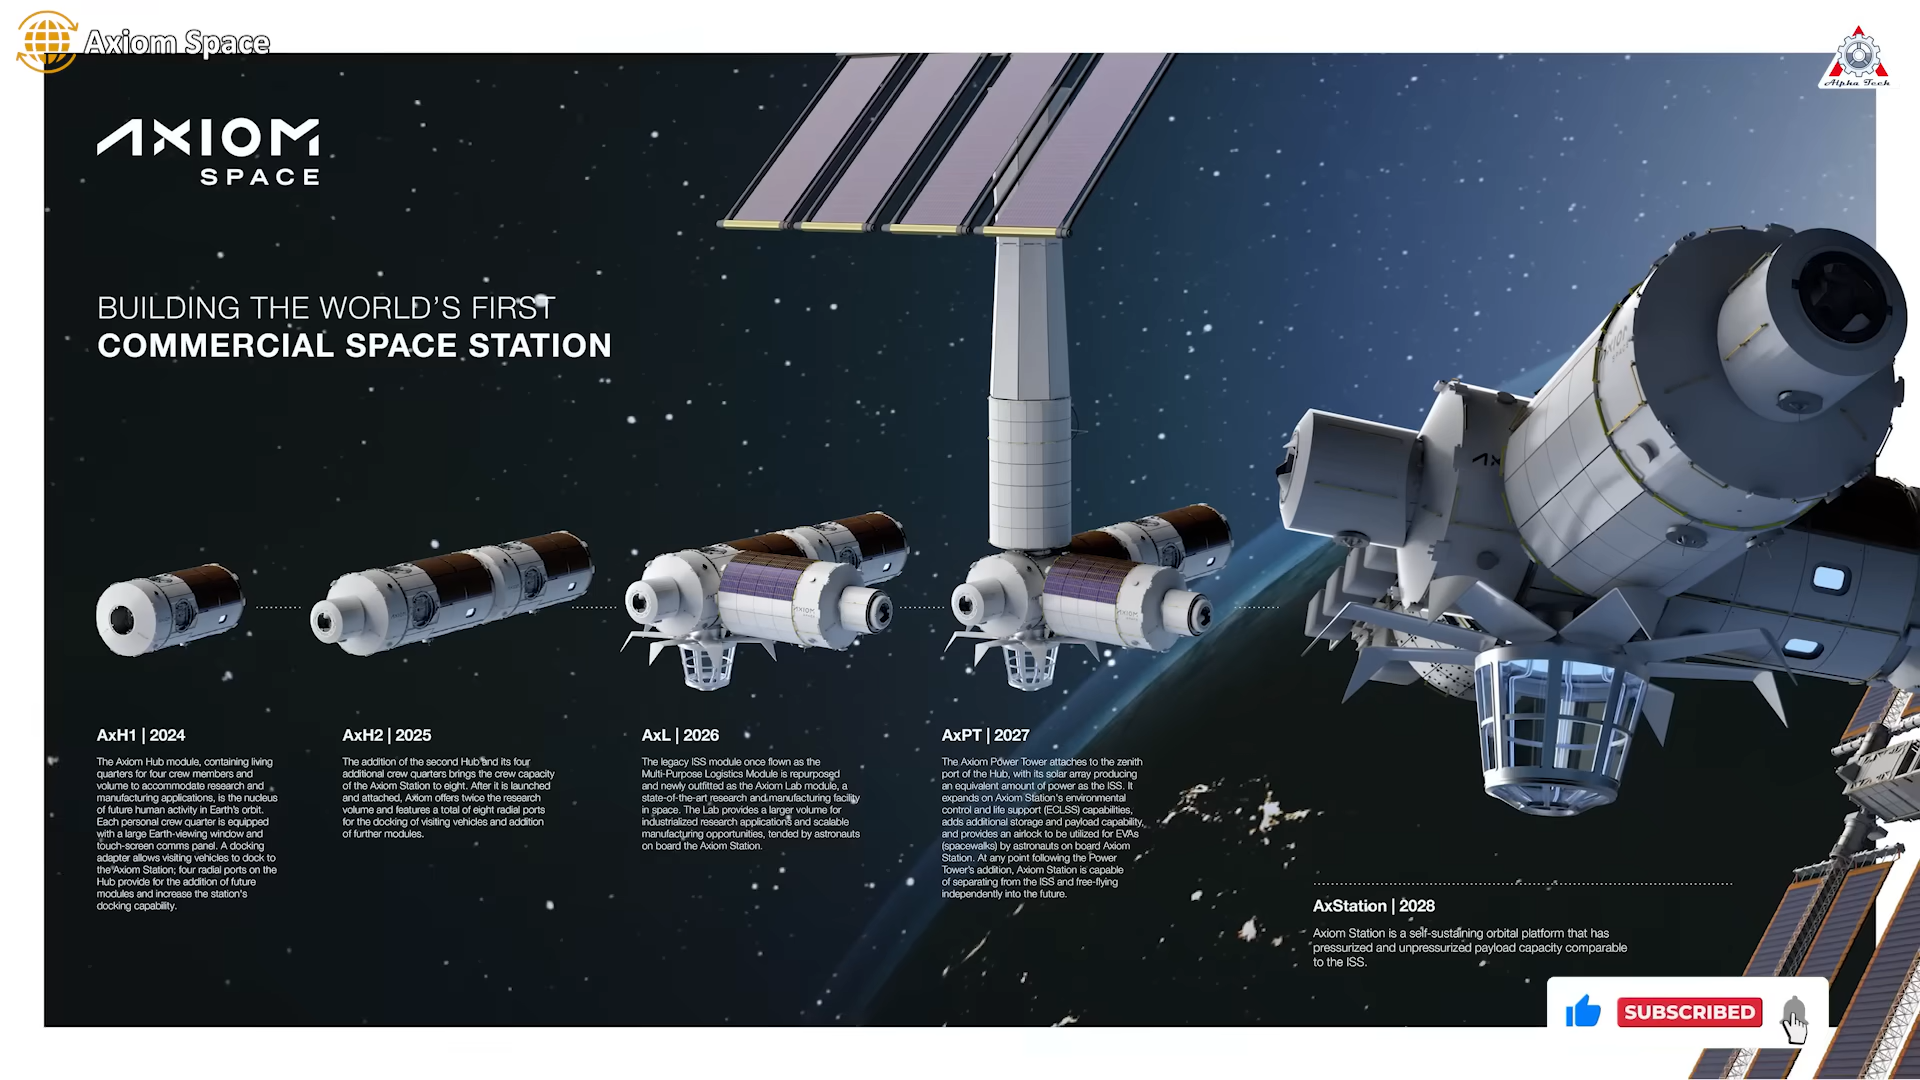 Axiom Space
Alpha Tech
AXIOM
SPACE
BUILDING THE WORLD'S FIRST
COMMERCIAL SPACE STATION
AxH1 | 2024
The Axiom Hub module, containing living
quarters for four crew members and
volume to accommodate research and
manufacturing applications, is the nucleus
of future human activity in Earth's orbit.
Each personal crew quarter is equipped
with a large Earth-viewing window and
touch-screen comms panel. A docking
adapter allows visiting vehicles to dock to
the Axiom Station; four radial ports on the
Hub provide for the addition of future
modules and increase the station's
docking capability.
AxH2 | 2025
The addition of the second Hub and its four
additional crew quarters brings the crew capacity
of the Axiom Station to eight. After it is launched
and attached, Axiom offers twice the research
volume and features a total of eight radial ports
for the docking of visiting vehicles and addition
of further modules.
AxL | 2026
The legacy ISS module once flown as the
Multi-Purpose Logistics Module is repurposed
and newly outfitted as the Axiom Lab module, a
state-of-the-art research and manufacturing facility
in space. The Lab provides a larger volume for
industrialized research applications and scalable
manufacturing opportunities, tended by astronauts
on board the Axiom Station.
AxPT | 2027
The Axiom Power Tower attaches to the zenith
port of the Hub, with its solar array producing
an equivalent amount of power as the ISS. It
expands on Axiom Station's environmental
control and life support (ECLSS) capabilities,
adds additional storage and payload capability,
and provides an airlock to be utilized for EVAs
(spacewalks) by astronauts on board Axiom
Station. At any point following the Power
Tower's addition, Axiom Station is capable
of separating from the ISS and free-flying
independently into the future.
AxStation | 2028
Axiom Station is a self-sustaining orbital platform that has
pressurized and unpressurized payload capacity comparable
to the ISS.
SUBSCRIBED